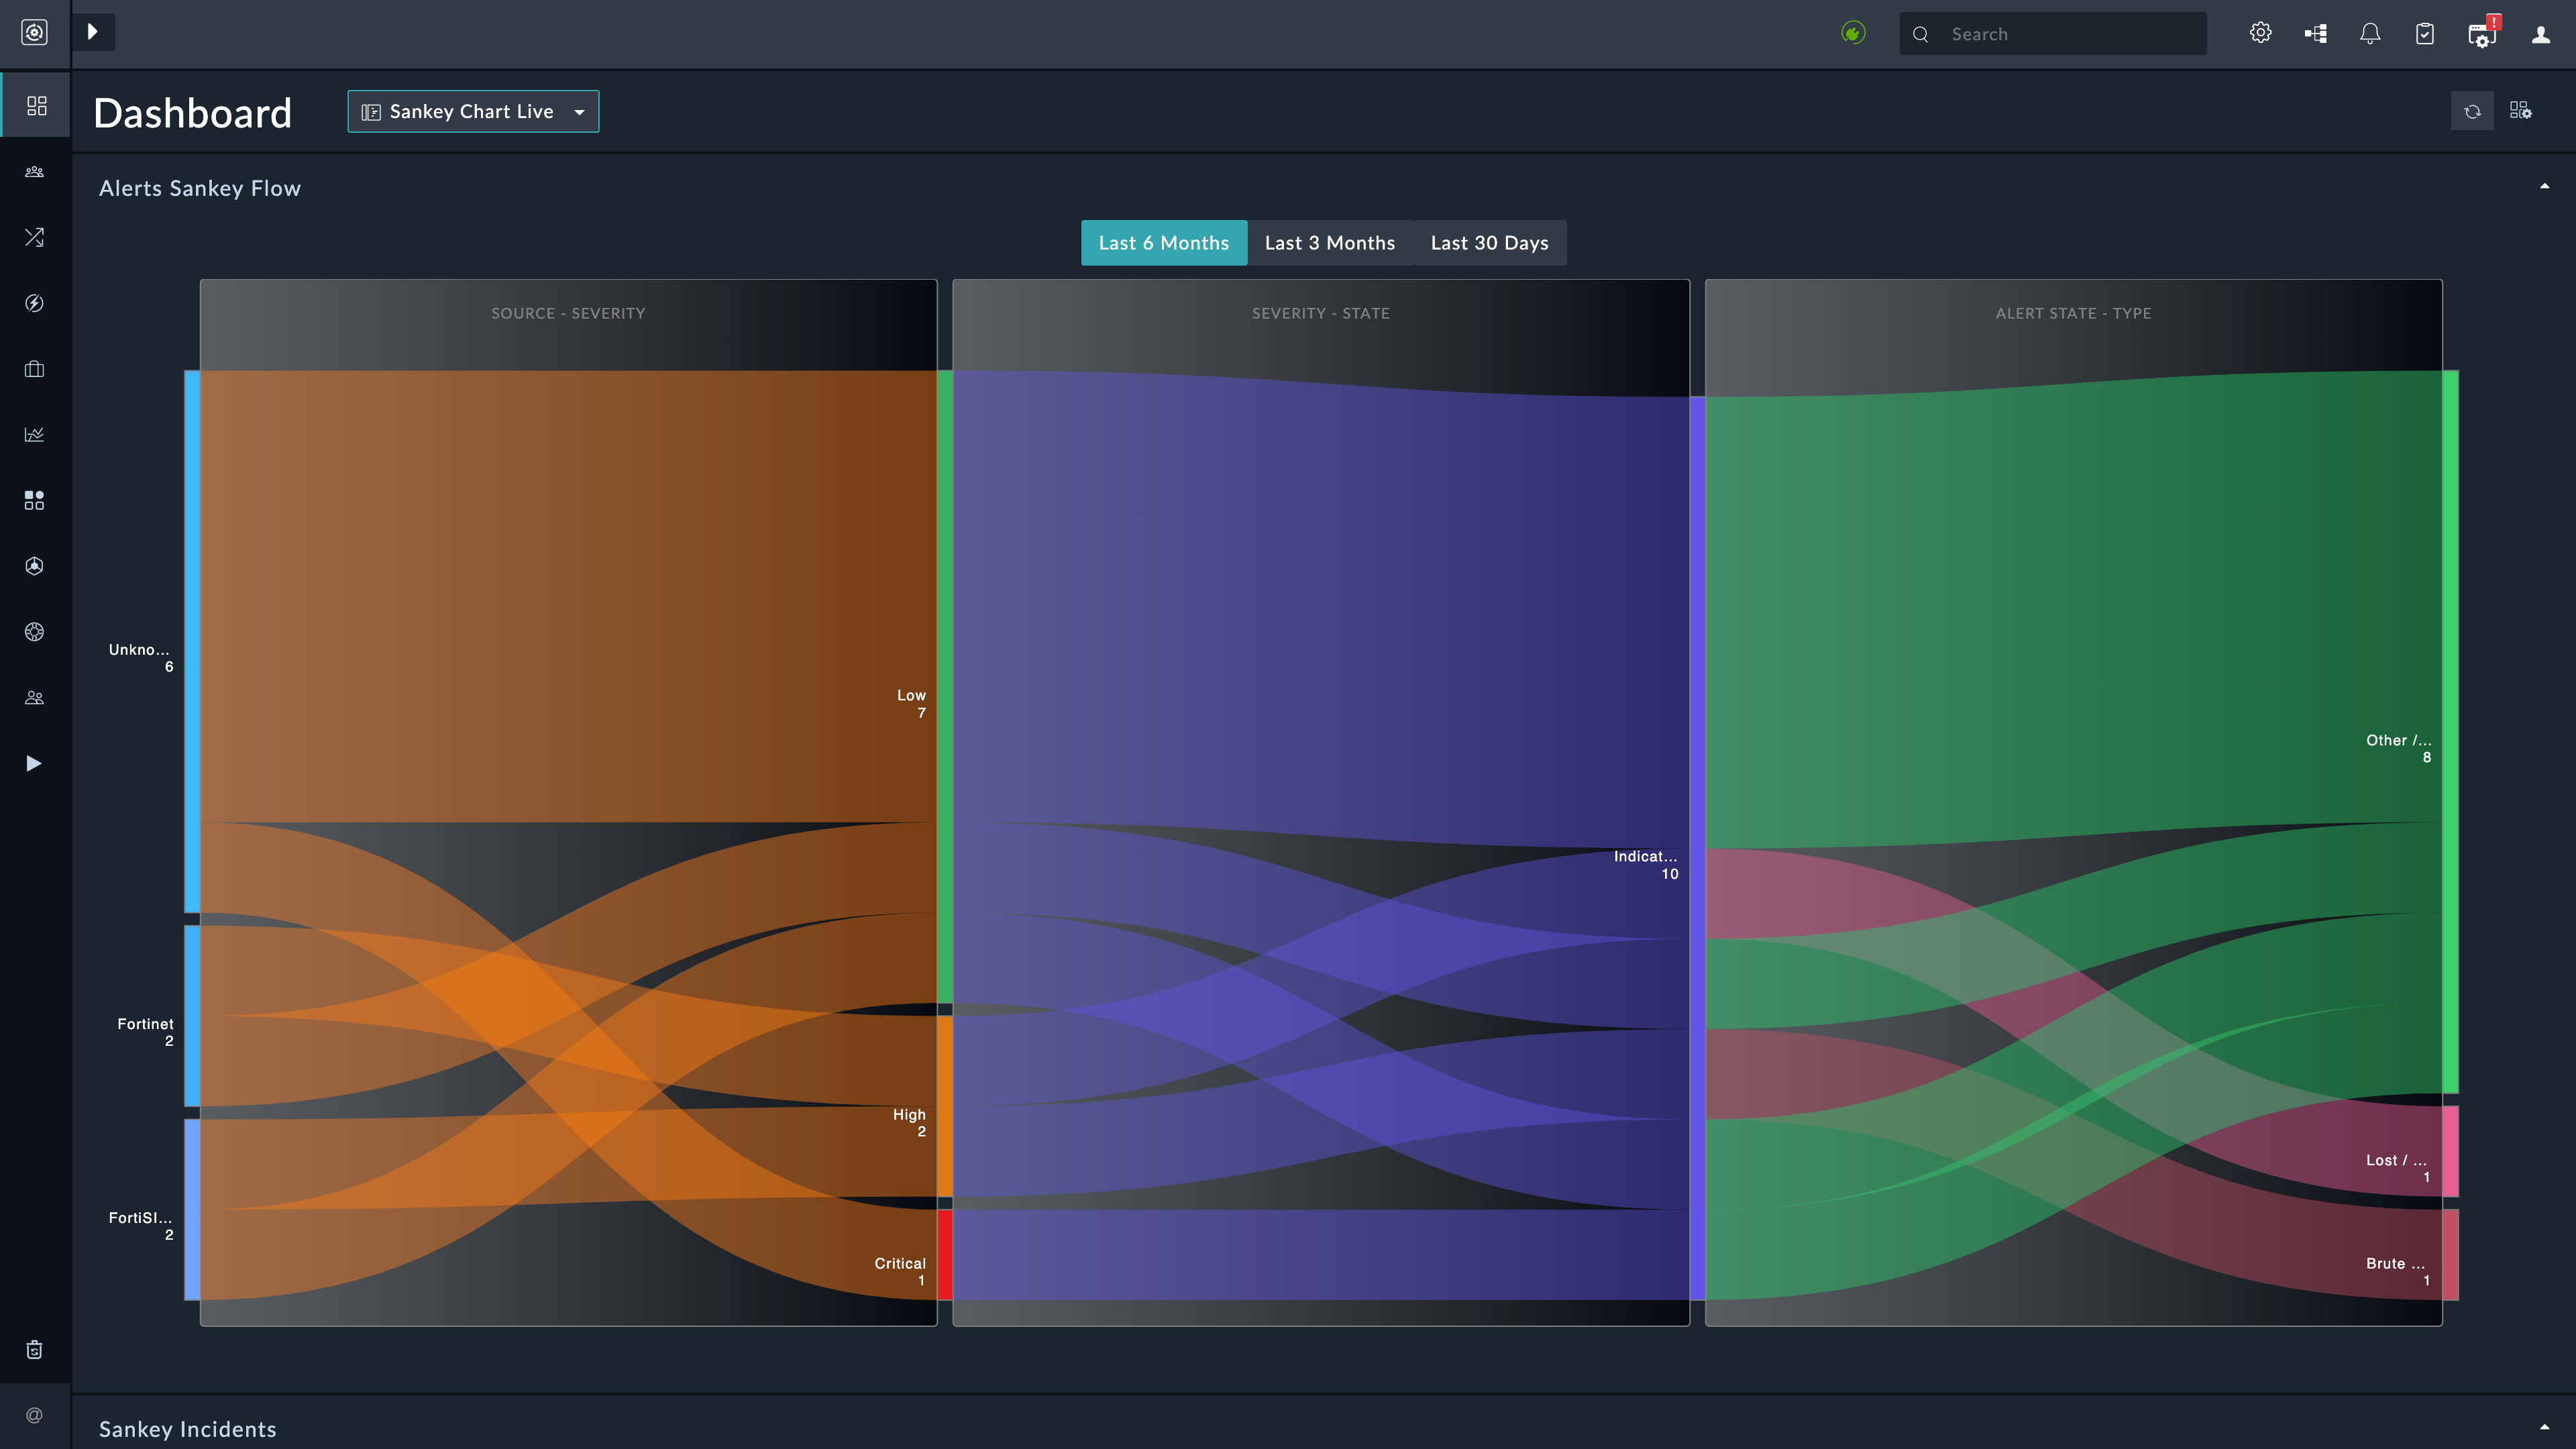 Search
!
Dashboard
Sankey Chart Live
Alerts Sankey Flow
Last 6 Months
Last 3 Months
Last 30 Days
SOURCE - SEVERITY
SEVERITY - STATE
ALERT STATE - TYPE
Unkno...
6
Low
7
Other /...
8
Indicat...
10
Fortinet
2
High
2
Lost / ...
1
FortiSI...
2
Critical
1
Brute ...
1
@
Sankey Incidents